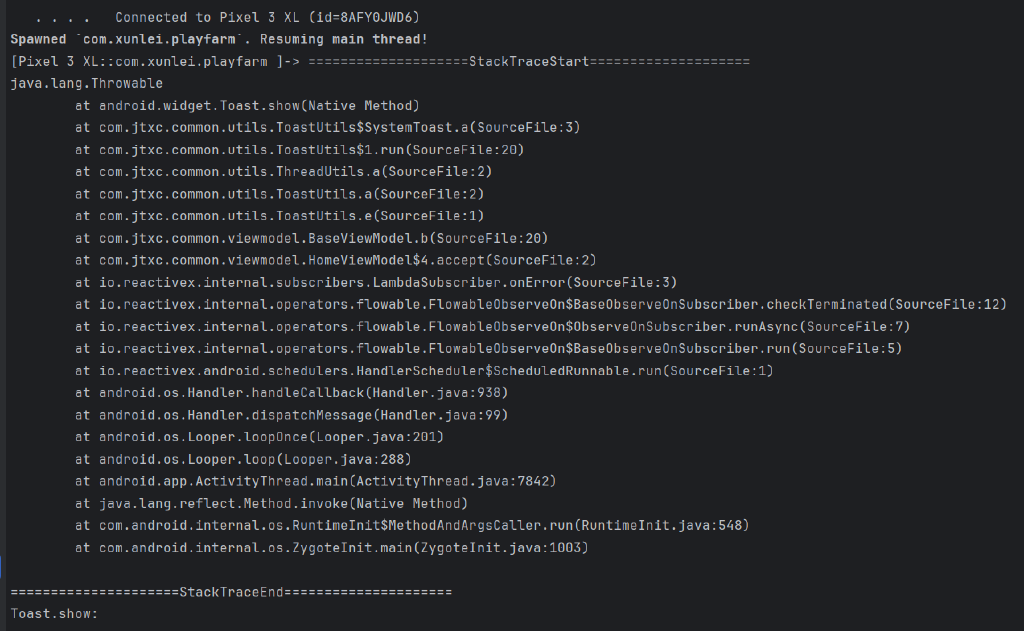 . . . .   Connected to Pixel 3 XL (id=8AFY0JWD6)
Spawned `com.xunlei.playfarm`. Resuming main thread!
[Pixel 3 XL::com.xunlei.playfarm ]-> ====================StackTraceStart====================
java.lang.Throwable
at android.widget.Toast.show(Native Method)
at com.jtxc.common.utils.ToastUtils$SystemToast.a(SourceFile:3)
at com.jtxc.common.utils.ToastUtils$1.run(SourceFile:20)
at com.jtxc.common.utils.ThreadUtils.a(SourceFile:2)
at com.jtxc.common.utils.ToastUtils.a(SourceFile:2)
at com.jtxc.common.utils.ToastUtils.e(SourceFile:1)
at com.jtxc.common.viewmodel.BaseViewModel.b(SourceFile:20)
at com.jtxc.common.viewmodel.HomeViewModel$4.accept(SourceFile:2)
at io.reactivex.internal.subscribers.LambdaSubscriber.onError(SourceFile:3)
at io.reactivex.internal.operators.flowable.FlowableObserveOn$BaseObserveOnSubscriber.checkTerminated(SourceFile:12)
at io.reactivex.internal.operators.flowable.FlowableObserveOn$ObserveOnSubscriber.runAsync(SourceFile:7)
at io.reactivex.internal.operators.flowable.FlowableObserveOn$BaseObserveOnSubscriber.run(SourceFile:5)
at io.reactivex.android.schedulers.HandlerScheduler$ScheduledRunnable.run(SourceFile:1)
at android.os.Handler.handleCallback(Handler.java:938)
at android.os.Handler.dispatchMessage(Handler.java:99)
at android.os.Looper.loopOnce(Looper.java:201)
at android.os.Looper.loop(Looper.java:288)
at android.app.ActivityThread.main(ActivityThread.java:7842)
at java.lang.reflect.Method.invoke(Native Method)
at com.android.internal.os.RuntimeInit$MethodAndArgsCaller.run(RuntimeInit.java:548)
at com.android.internal.os.ZygoteInit.main(ZygoteInit.java:1003)
=====================StackTraceEnd=====================
Toast.show: